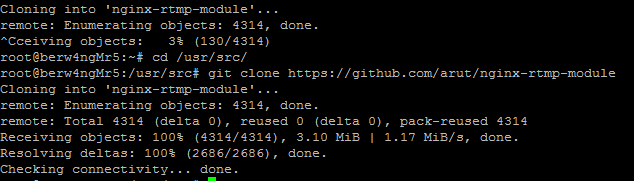 Cloning into 'nginx-rtmp-module'...
remote: Enumerating objects: 4314, done.
^Cceiving objects:   3% (130/4314)
root@berw4ngMr5:~# cd /usr/src/
root@berw4ngMr5:/usr/src# git clone https://github.com/arut/nginx-rtmp-module
Cloning into 'nginx-rtmp-module'...
remote: Enumerating objects: 4314, done.
remote: Total 4314 (delta 0), reused 0 (delta 0), pack-reused 4314
Receiving objects: 100% (4314/4314), 3.10 MiB | 1.17 MiB/s, done.
Resolving deltas: 100% (2686/2686), done.
Checking connectivity... done.